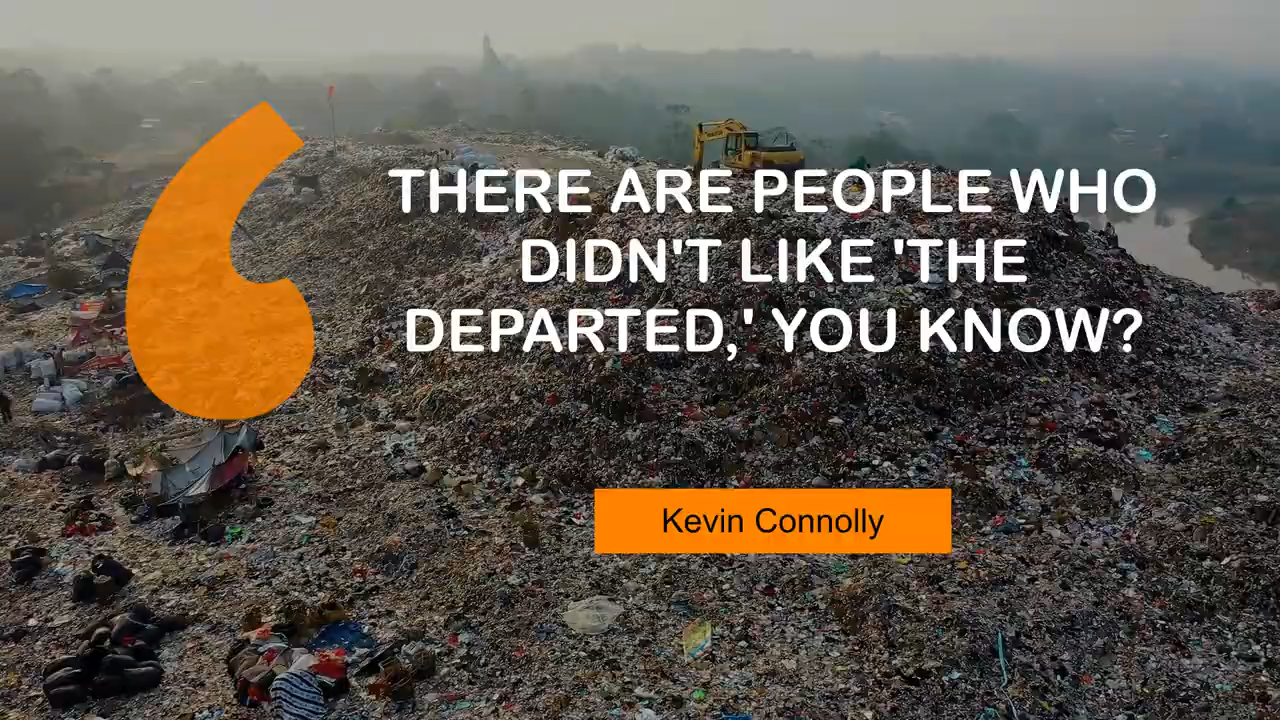 THERE ARE PEOPLE WHO
DIDN'T LIKE 'THE
DEPARTED,' YOU KNOW?
Kevin Connolly